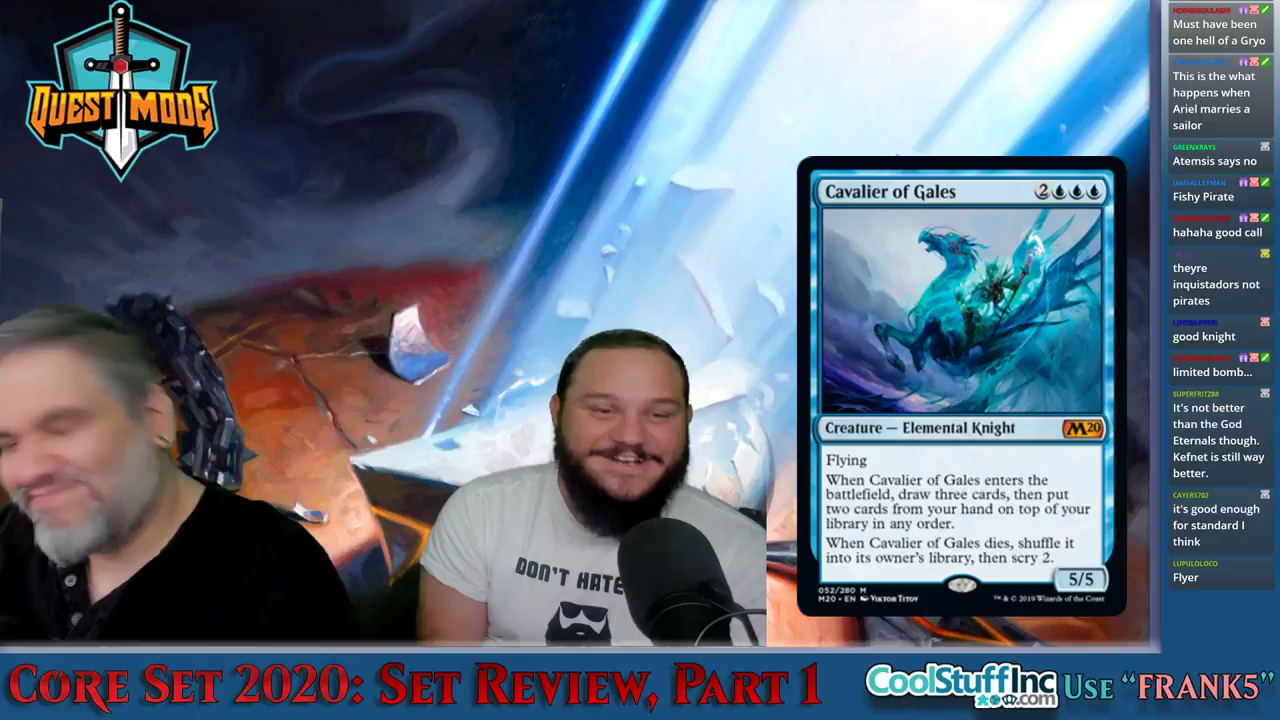 QUEST MODE
DON'T HATE
Cavalier of Gales 2
Creature — Elemental Knight M20
Flying
When Cavalier of Gales enters the
battlefield, draw three cards, then put
two cards from your hand on top of your
library in any order.
When Cavalier of Gales dies, shuffle it
into its owner's library, then scry 2.
5/5
052/280 M
M20 • EN Viktor Titov
™ & © 2019 Wizards of the Coast
Must have been
one hell of a Gryo
This is the what
happens when
Ariel marries a
sailor
GREENXRAYS
Atemsis says no
IAMVALLEYMAN
Fishy Pirate
hahaha good call
theyre
inquistadors not
pirates
good knight
limited bomb...
SUPERFRITZ88
It's not better
than the God
Eternals though.
Kefnet is still way
better.
CAYERS702
it's good enough
for standard I
think
LUPULOLOCO
Flyer
Core Set 2020: Set Review, Part 1
CoolStuffInc
.com
Use "FRANK5"